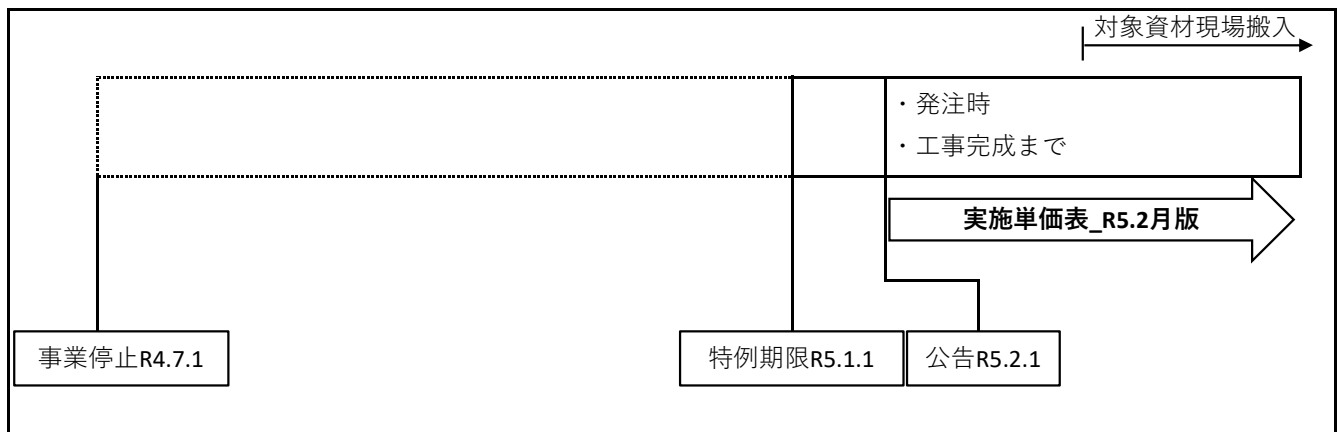 対象資材現場搬入
・発注時
・工事完成まで
実施単価表_R5.2月版
事業停止R4.7.1
特例期限R5.1.1
公告R5.2.1